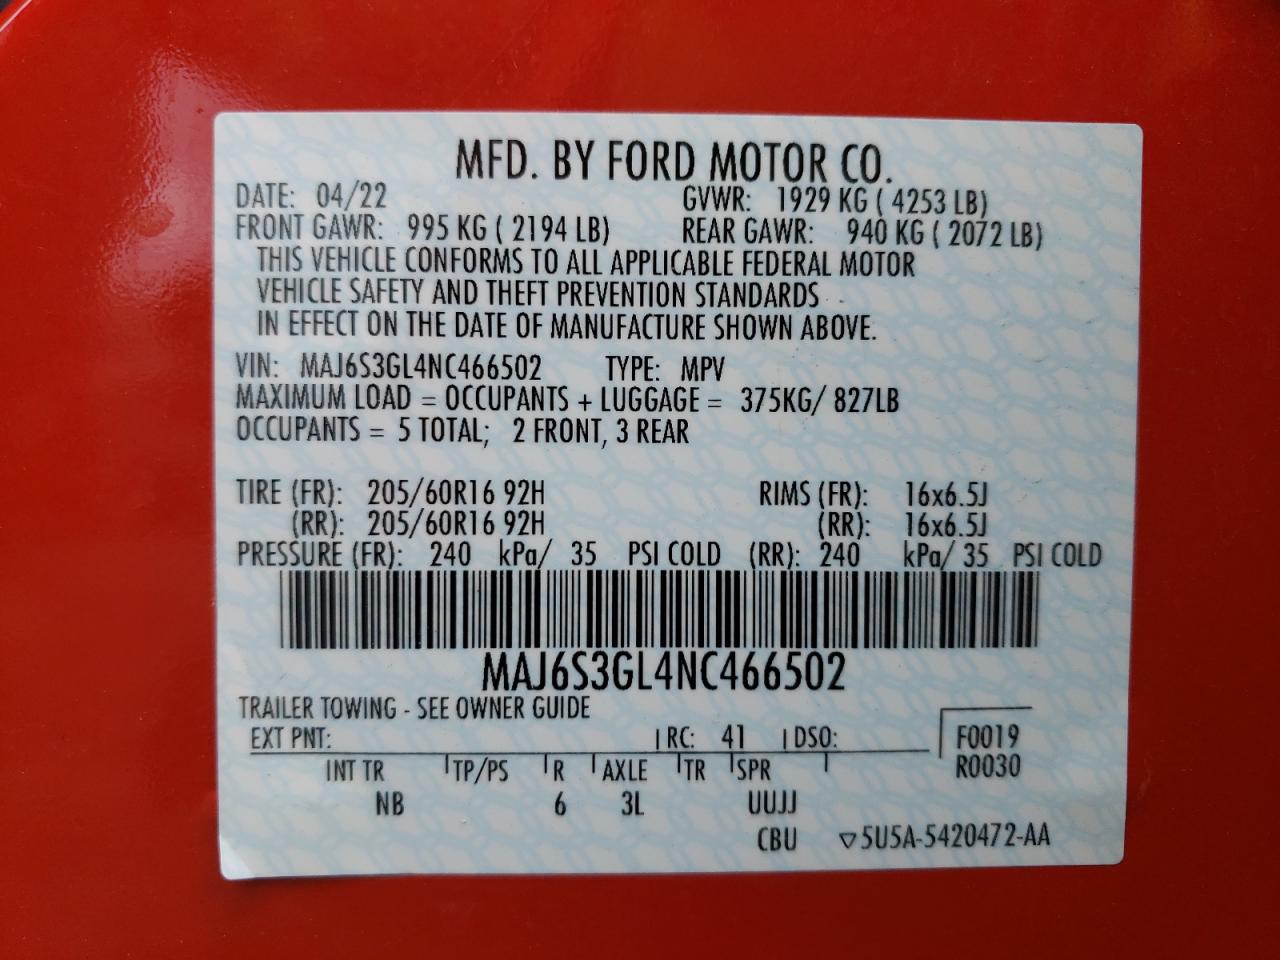 MFD. BY FORD MOTOR CO.
DATE: 04/22 GVWR: 1929 KG ( 4253 LB)
FRONT GAWR: 995 KG ( 2194 LB) REAR GAWR: 940 KG ( 2072 LB)
THIS VEHICLE CONFORMS TO ALL APPLICABLE FEDERAL MOTOR
VEHICLE SAFETY AND THEFT PREVENTION STANDARDS
IN EFFECT ON THE DATE OF MANUFACTURE SHOWN ABOVE.
VIN: MAJ6S3GL4NC466502 TYPE: MPV
MAXIMUM LOAD = OCCUPANTS + LUGGAGE = 375KG/ 827LB
OCCUPANTS = 5 TOTAL; 2 FRONT, 3 REAR
TIRE (FR): 205/60R16 92H RIMS (FR): 16x6.5J
(RR): 205/60R16 92H (RR): 16x6.5J
PRESSURE (FR): 240 kPa/ 35 PSI COLD (RR): 240 kPa/ 35 PSI COLD
MAJ6S3GL4NC466502
TRAILER TOWING - SEE OWNER GUIDE
EXT PNT: RC: 41 DSO: F0019
INT TR TP/PS R AXLE TR SPR R0030
NB 6 3L UUJJ
CBU ▽5U5A-5420472-AA